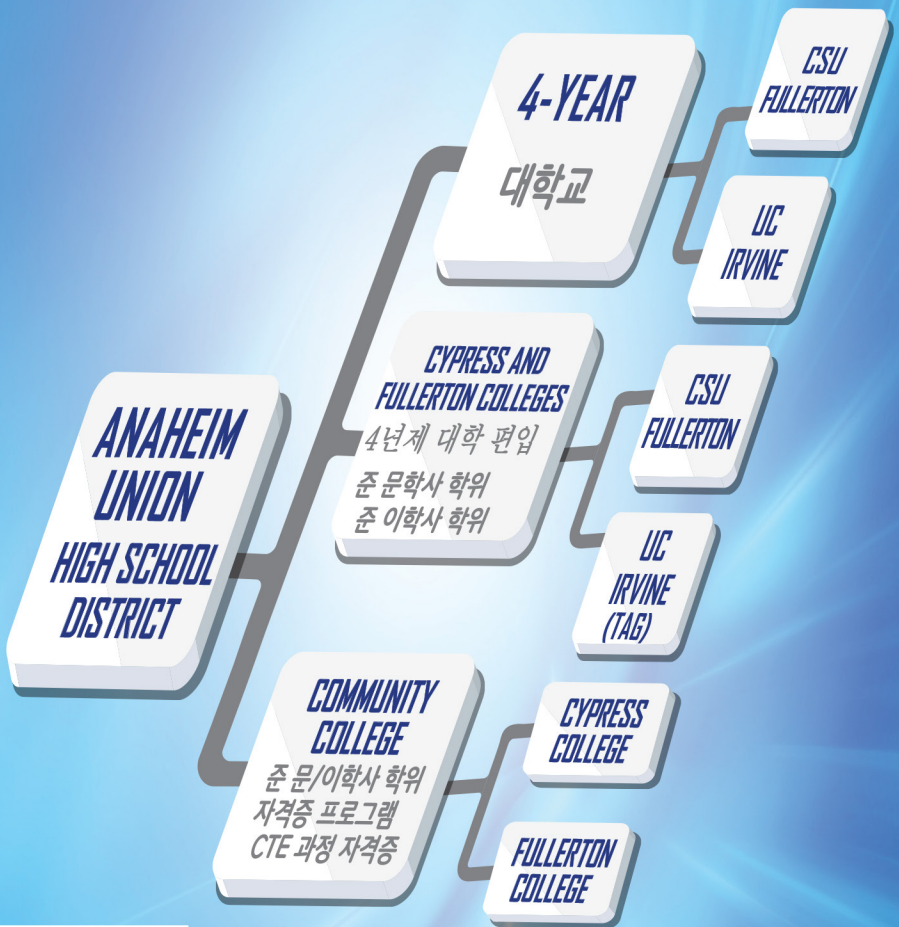 ANAHEIM
UNION
HIGH SCHOOL
DISTRICT
4-YEAR
대학교
CSU
FULLERTON
UC
IRVINE
CYPRESS AND
FULLERTON COLLEGES
4년제 대학 편입
준 문학사 학위
준 이학사 학위
CSU
FULLERTON
UC
IRVINE
(TAG)
COMMUNITY
COLLEGE
준 문/이학사 학위
자격증 프로그램
CTE 과정 자격증
CYPRESS
COLLEGE
FULLERTON
COLLEGE